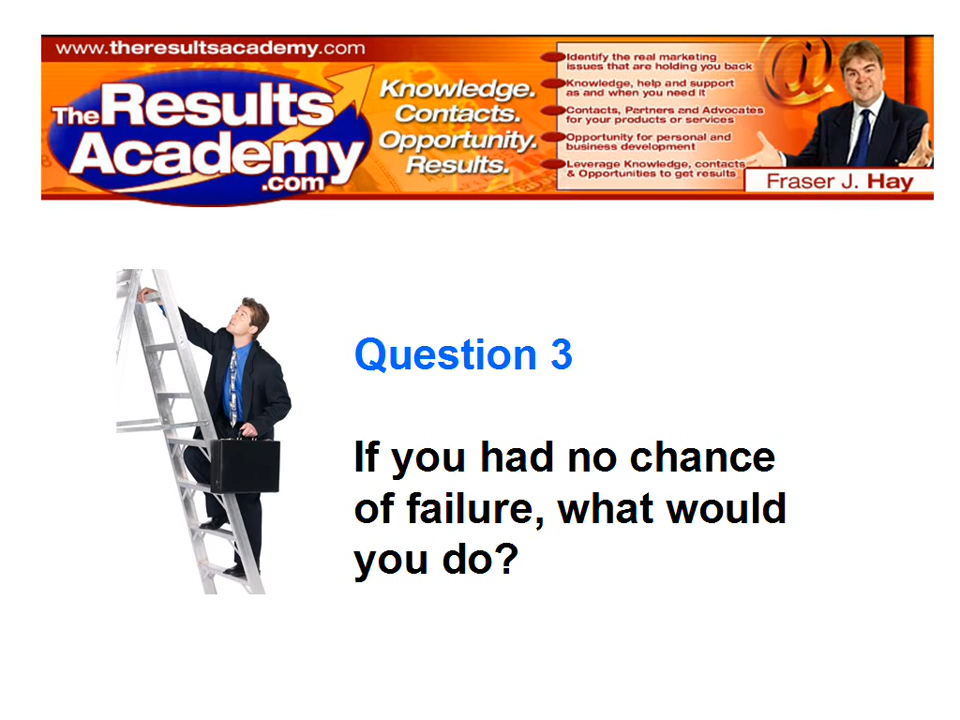 www.theresultsacademy.com
The Results
Academy
.com
Knowledge.
Contacts.
Opportunity.
Results.
Identify the real marketing
issues that are holding you back
Knowledge, help and support
as and when you need it
Contacts, Partners and Advocates
for your products or services
Opportunity for personal and
business development
Leverage Knowledge, contacts
& Opportunities to get results
@
Fraser J. Hay
Question 3
If you had no chance
of failure, what would
you do?